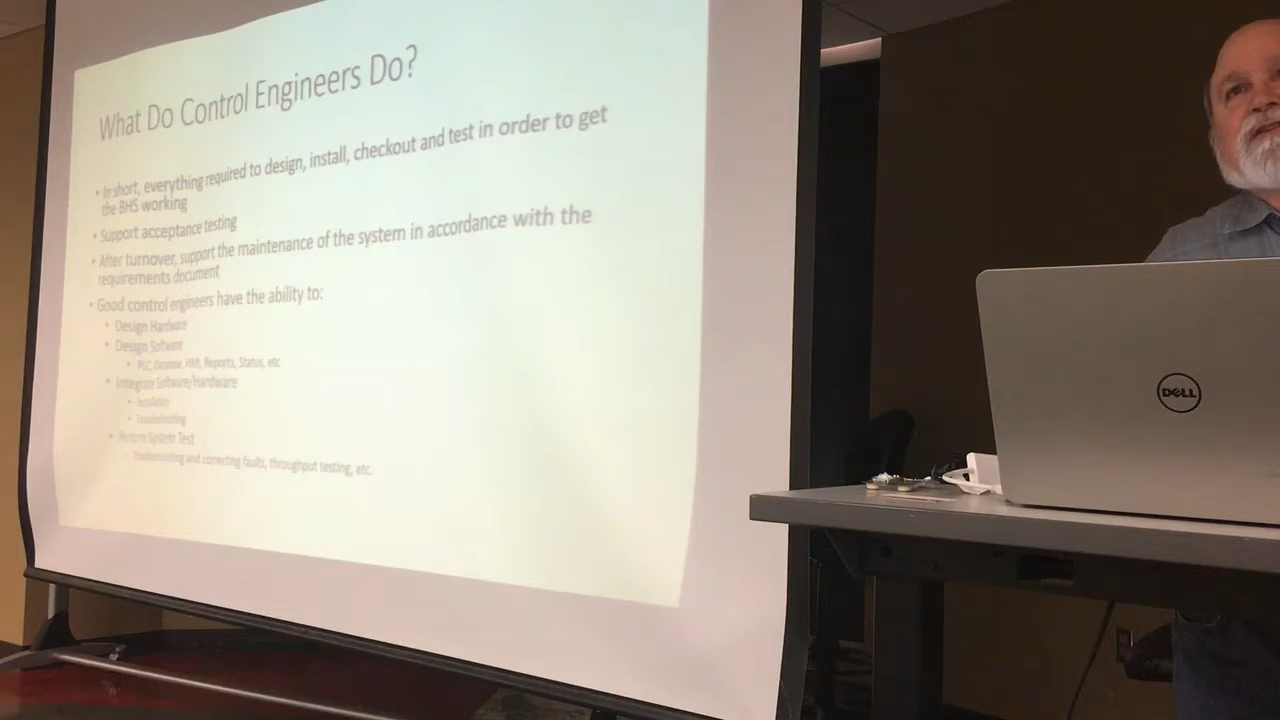 What Do Control Engineers Do?
• In short, everything required to design, install, checkout and test in order to get
the BHS working
• Support acceptance testing
• After turnover, support the maintenance of the system in accordance with the
requirements document
• Good control engineers have the ability to:
• Design Hardware
• Design Software
• PLC, Database, HMI, Reports, Status, etc
• Integrate Software/Hardware
• Installation
• Troubleshooting
• Perform System Test
• Troubleshooting and correcting faults, throughput testing, etc.
DELL